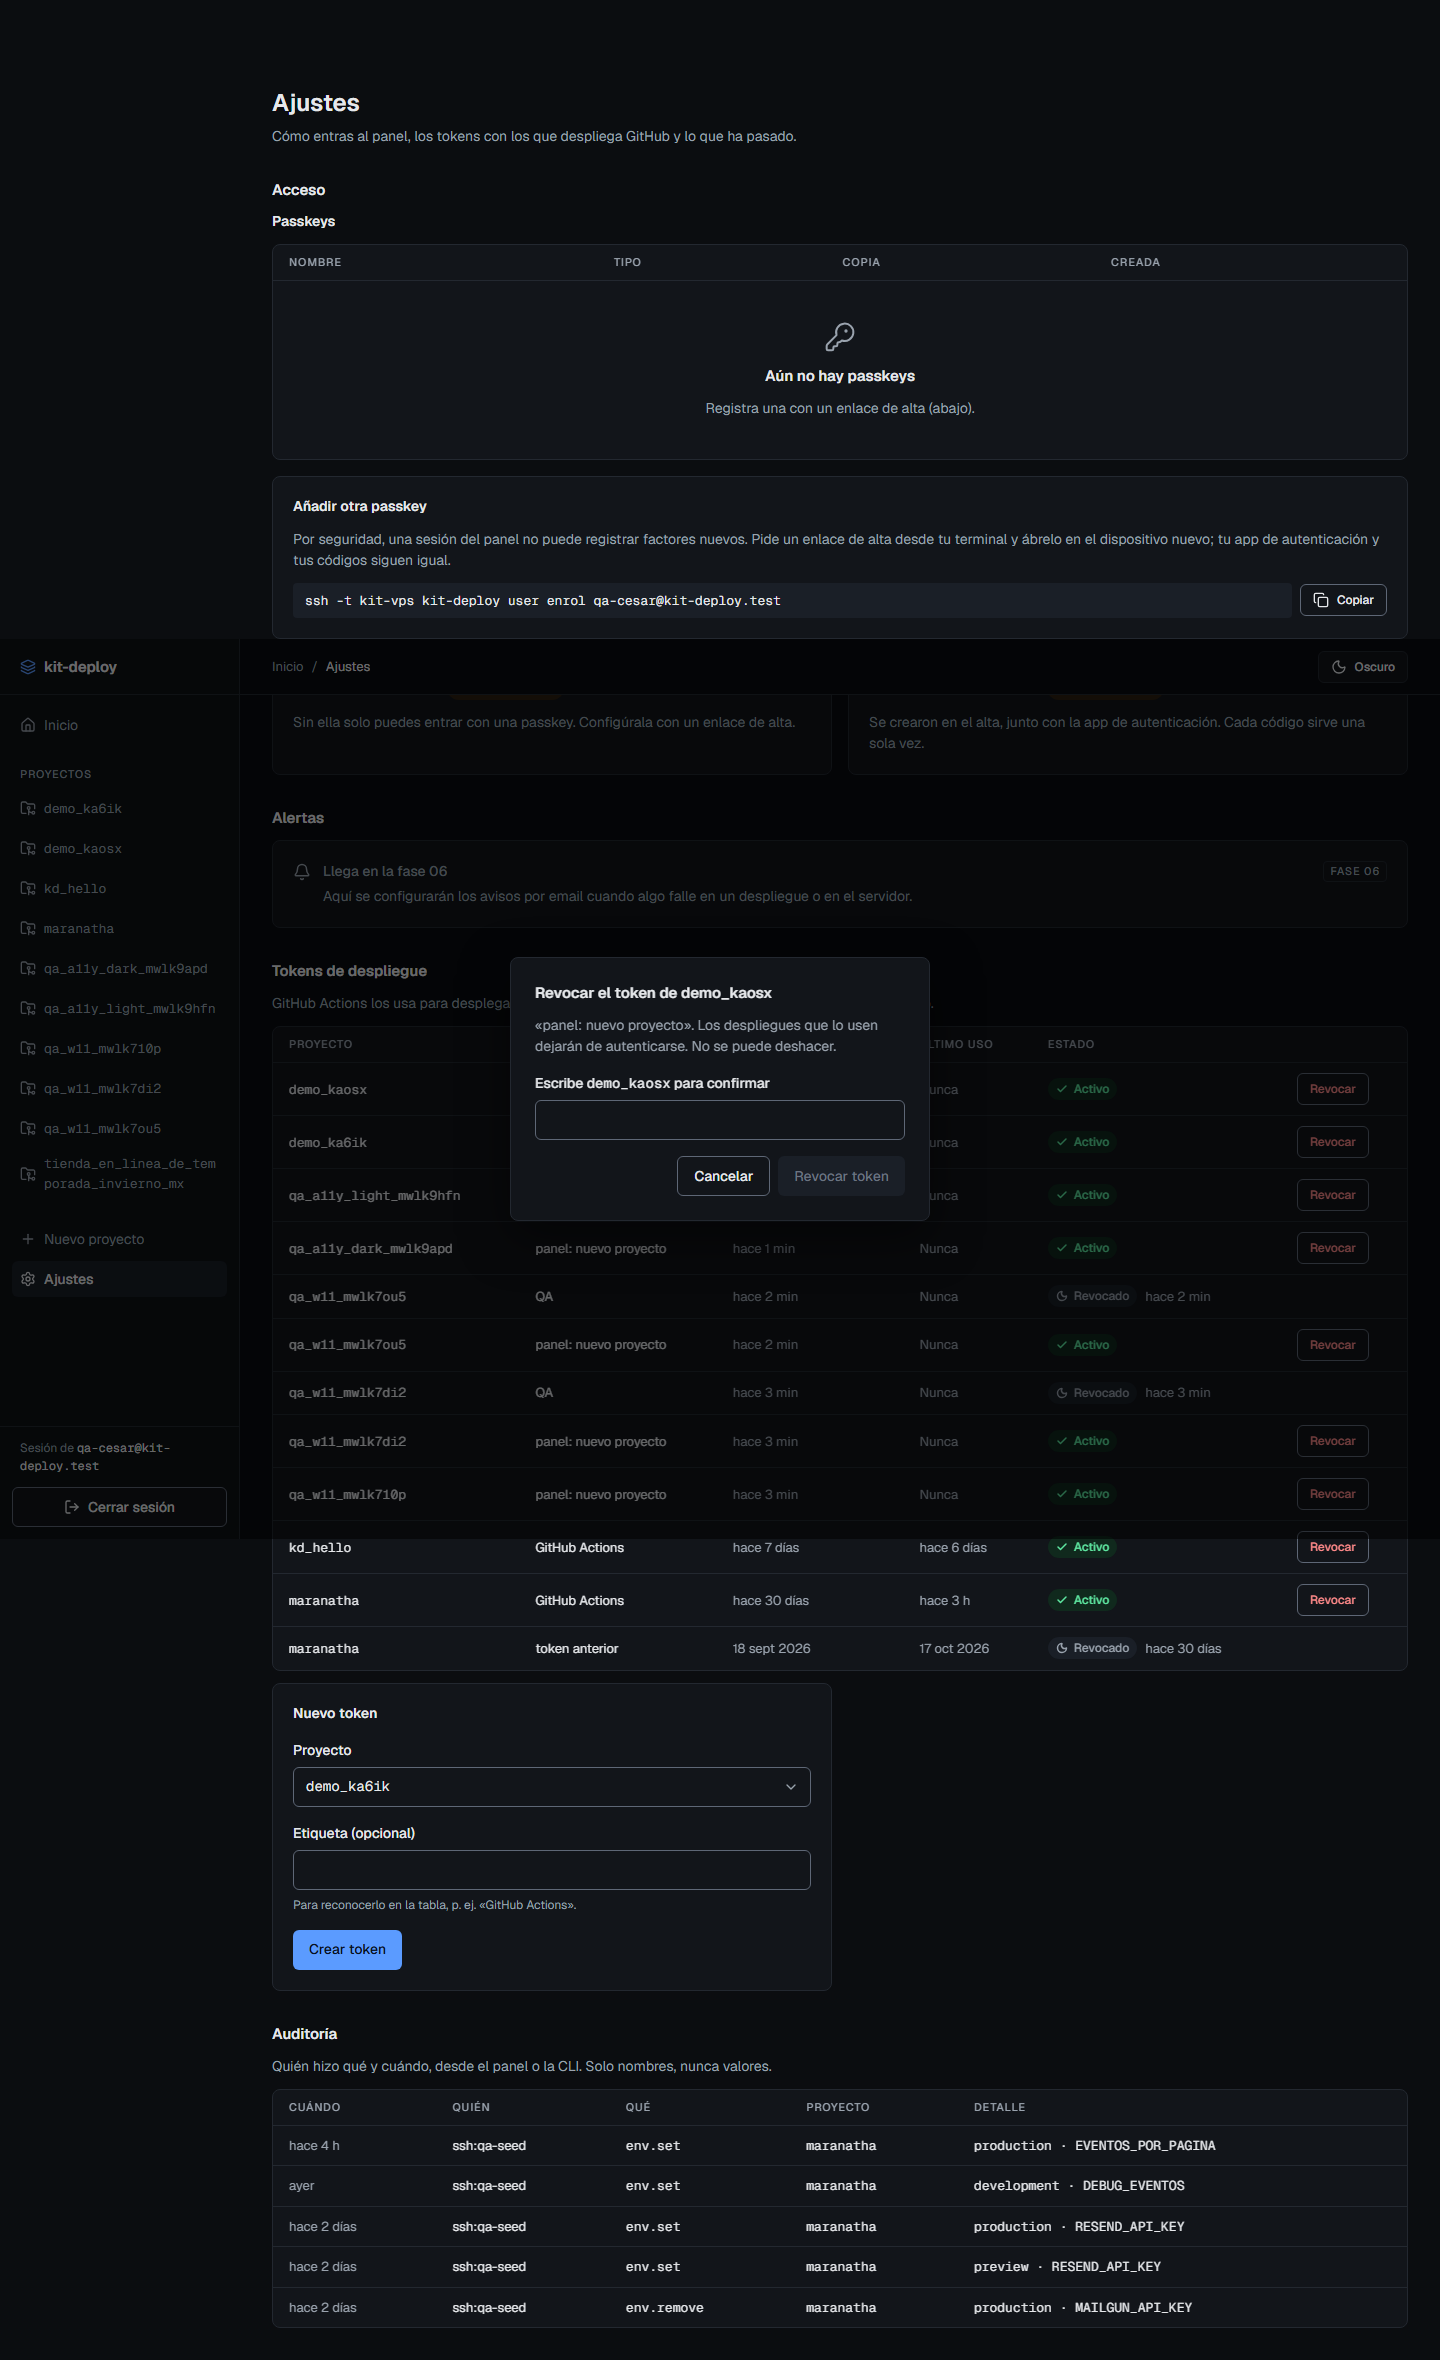 Ajustes
Cómo entras al panel, los tokens con los que despliega GitHub y lo que ha pasado.
Acceso
Passkeys
NOMBRE TIPO COPIA CREADA
Aún no hay passkeys
Registra una con un enlace de alta (abajo).
Añadir otra passkey
Por seguridad, una sesión del panel no puede registrar factores nuevos. Pide un enlace de alta desde tu terminal y ábrelo en el dispositivo nuevo; tu app de autenticación y
tus códigos siguen igual.
ssh -t kit-vps kit-deploy user enrol qa-cesar@kit-deploy.test Copiar
kit-deploy
Inicio / Ajustes
Oscuro
Inicio
PROYECTOS
demo_ka6ik
demo_kaosx
kd_hello
maranatha
qa_a11y_dark_mwlk9apd
qa_a11y_light_mwlk9hfn
qa_w11_mwlk710p
qa_w11_mwlk7di2
qa_w11_mwlk7ou5
tienda_en_linea_de_tem
porada_invierno_mx
Nuevo proyecto
Ajustes
Sesión de qa-cesar@kit-
deploy.test
Cerrar sesión
Sin ella solo puedes entrar con una passkey. Configúrala con un enlace de alta.
Se crearon en el alta, junto con la app de autenticación. Cada código sirve una
sola vez.
Alertas
Llega en la fase 06 FASE 06
Aquí se configurarán los avisos por email cuando algo falle en un despliegue o en el servidor.
Tokens de despliegue
GitHub Actions los usa para desplega
Revocar el token de demo_kaosx
«panel: nuevo proyecto». Los despliegues que lo usen
dejarán de autenticarse. No se puede deshacer.
Escribe demo_kaosx para confirmar
Cancelar Revocar token
PROYECTO LTIMO USO ESTADO
demo_kaosx unca Activo Revocar
demo_ka6ik unca Activo Revocar
qa_a11y_light_mwlk9hfn unca Activo Revocar
qa_a11y_dark_mwlk9apd panel: nuevo proyecto hace 1 min Nunca Activo Revocar
qa_w11_mwlk7ou5 QA hace 2 min Nunca Revocado hace 2 min
qa_w11_mwlk7ou5 panel: nuevo proyecto hace 2 min Nunca Activo Revocar
qa_w11_mwlk7di2 QA hace 3 min Nunca Revocado hace 3 min
qa_w11_mwlk7di2 panel: nuevo proyecto hace 3 min Nunca Activo Revocar
qa_w11_mwlk710p panel: nuevo proyecto hace 3 min Nunca Activo Revocar
kd_hello GitHub Actions hace 7 días hace 6 días Activo Revocar
maranatha GitHub Actions hace 30 días hace 3 h Activo Revocar
maranatha token anterior 18 sept 2026 17 oct 2026 Revocado hace 30 días
Nuevo token
Proyecto
demo_ka6ik
Etiqueta (opcional)
Para reconocerlo en la tabla, p. ej. «GitHub Actions».
Crear token
Auditoría
Quién hizo qué y cuándo, desde el panel o la CLI. Solo nombres, nunca valores.
CUÁNDO QUIÉN QUÉ PROYECTO DETALLE
hace 4 h ssh:qa-seed env.set maranatha production · EVENTOS_POR_PAGINA
ayer ssh:qa-seed env.set maranatha development · DEBUG_EVENTOS
hace 2 días ssh:qa-seed env.set maranatha production · RESEND_API_KEY
hace 2 días ssh:qa-seed env.set maranatha preview · RESEND_API_KEY
hace 2 días ssh:qa-seed env.remove maranatha production · MAILGUN_API_KEY